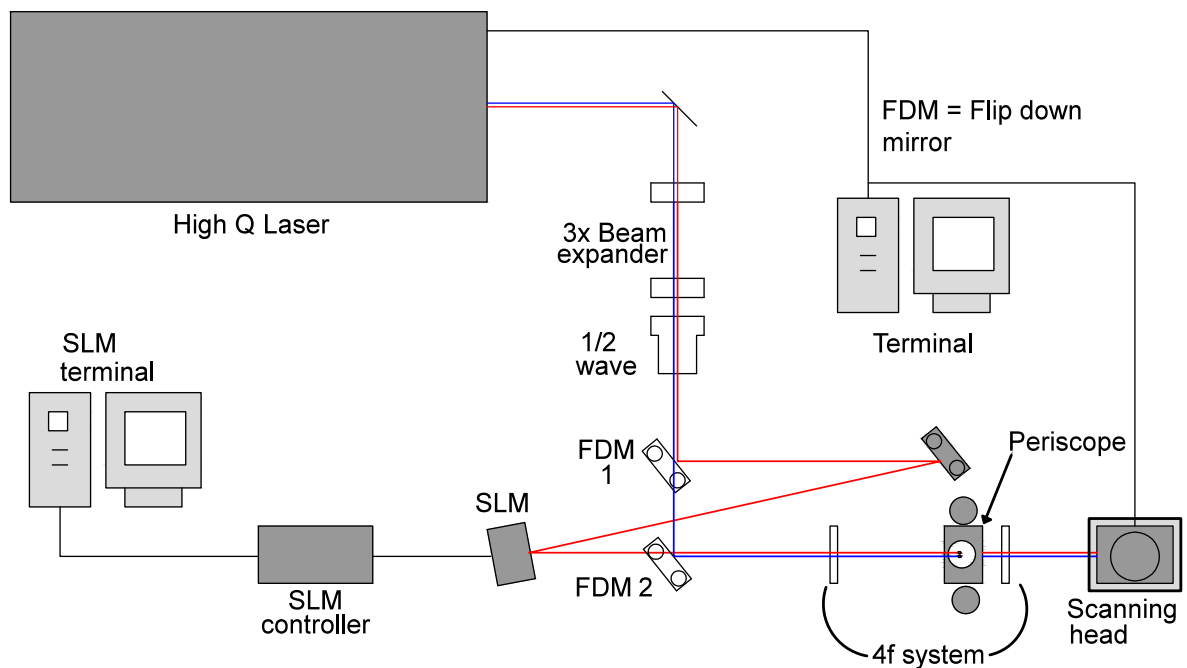 FDM = Flip down
mirror
High Q Laser
3x Beam
expander
1/2
wave
Terminal
SLM
terminal
FDM
1
Periscope
SLM
FDM 2
SLM
controller
Scanning
head
4f system